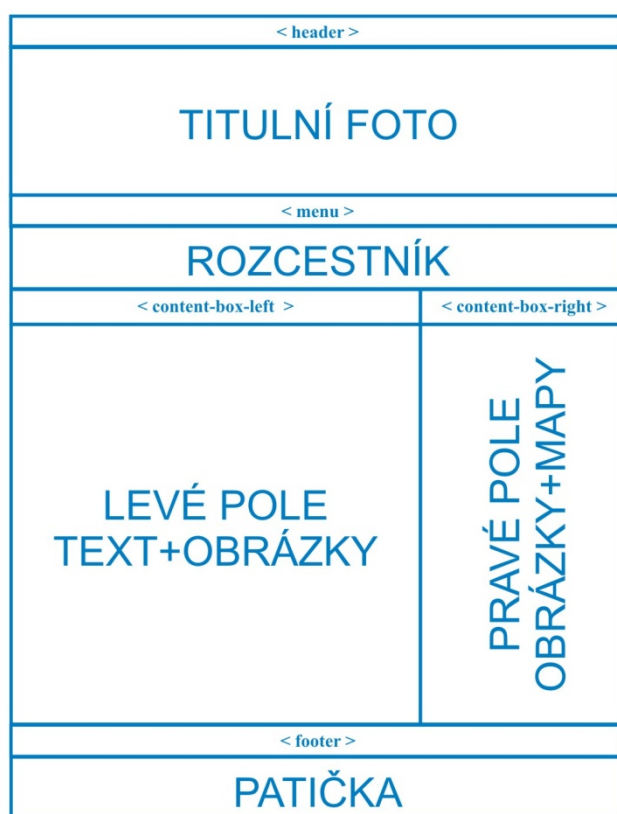 < header >
TITULNÍ FOTO
< menu >
ROZCESTNÍK
< content-box-left >
LEVÉ POLE
TEXT+OBRÁZKY
< content-box-right >
PRAVÉ POLE
OBRÁZKY+MAPY
< footer >
PATIČKA